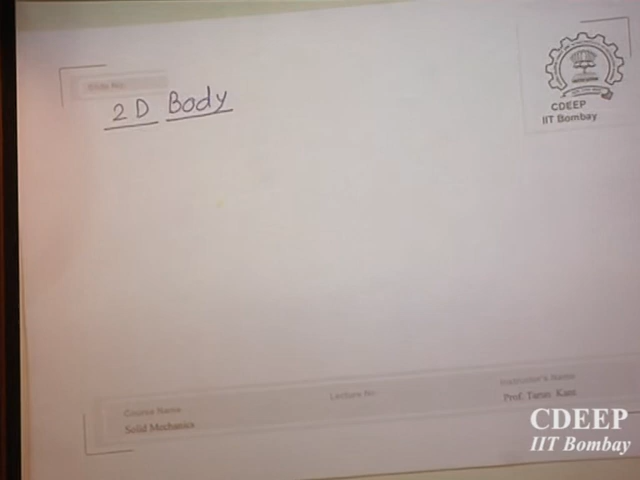 Slide No.
2D Body
CDEEP
IIT Bombay
Course Name
Solid Mechanics
Lecture No.
Instructor's Name
Prof. Tarun Kant
CDEEP
IIT Bombay